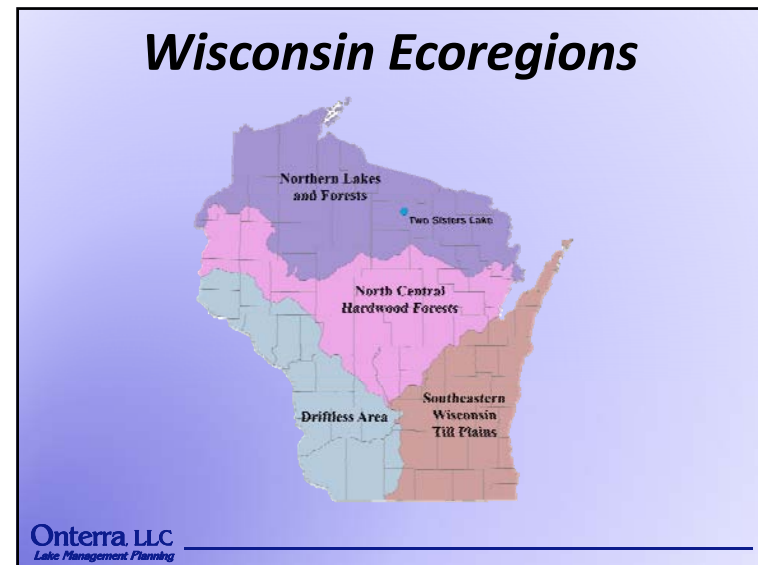 Wisconsin Ecoregions
Northern Lakes
and Forests
Two Sisters Lake
North Central
Hardwood Forests
Driftless Area
Southeastern
Wisconsin
Till Plains
Onterra, LLC
Lake Management Planning